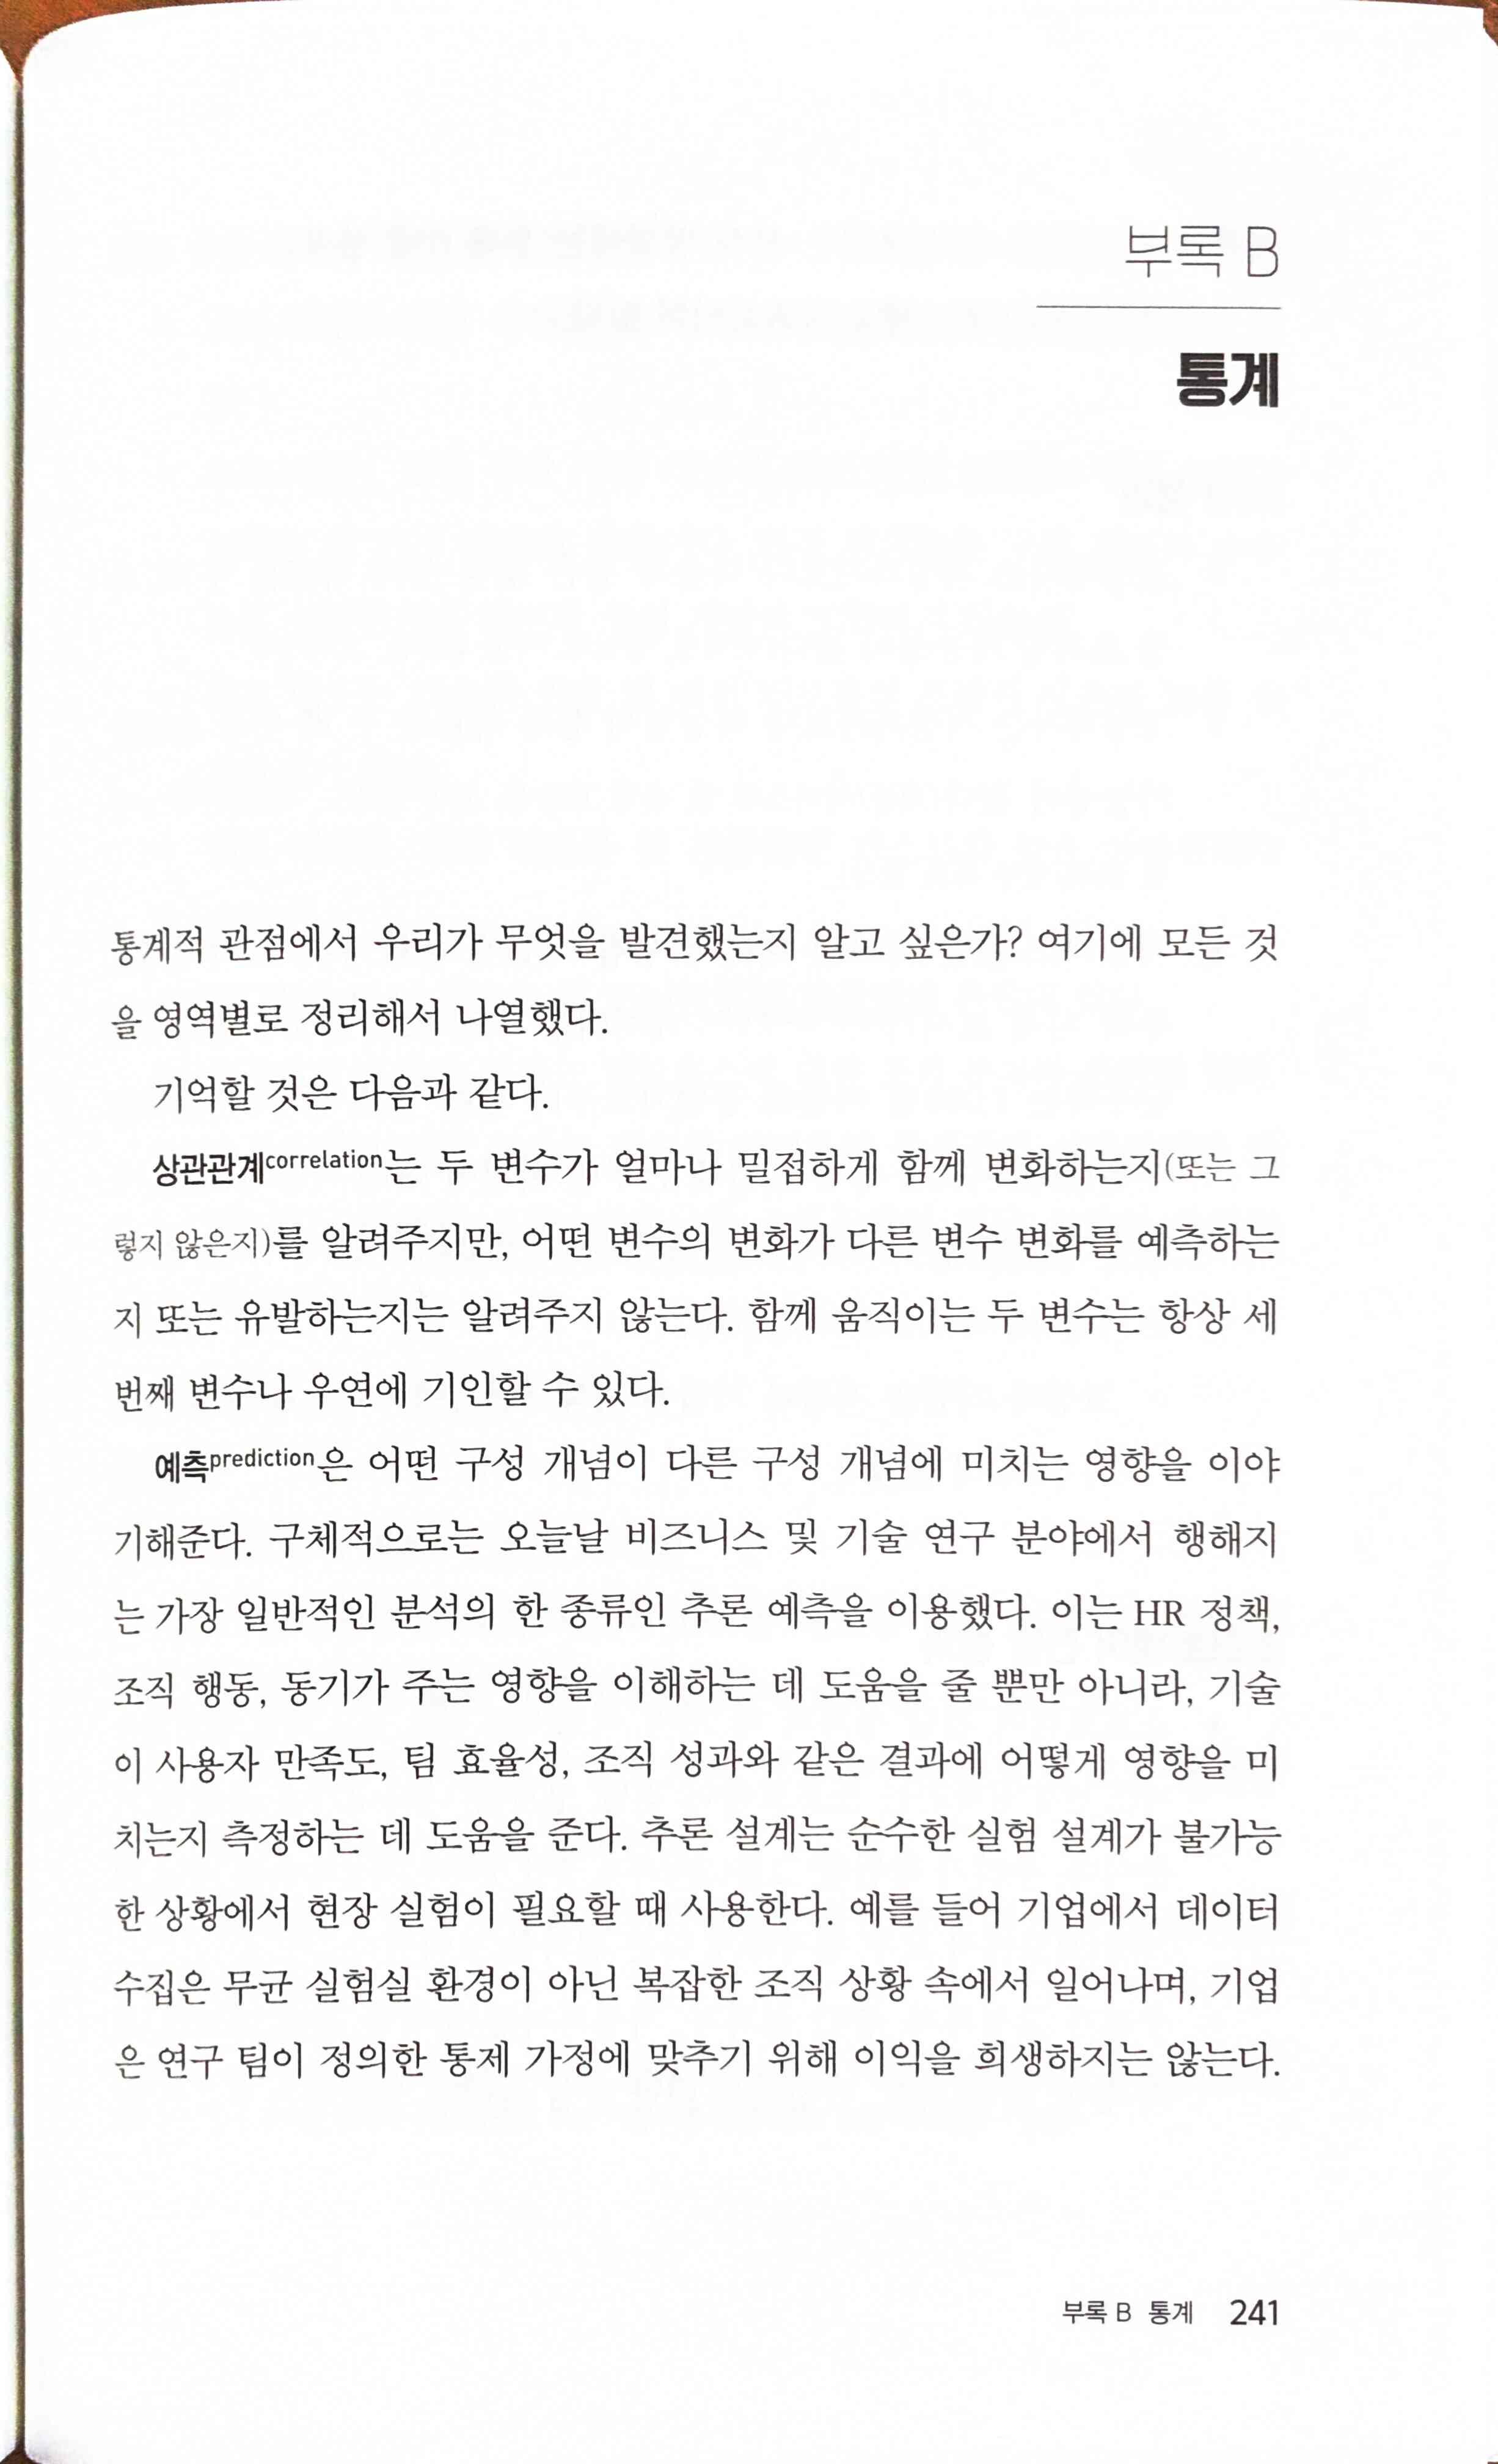 부록 B
통계
통계적 관점에서 우리가 무엇을 발견했는지 알고 싶은가? 여기에 모든 것
을 영역별로 정리해서 나열했다.
기억할 것은 다음과 같다.
상관관계correlation는 두 변수가 얼마나 밀접하게 함께 변화하는지(또는 그
렇지 않은지)를 알려주지만, 어떤 변수의 변화가 다른 변수 변화를 예측하는
지 또는 유발하는지는 알려주지 않는다. 함께 움직이는 두 변수는 항상 세
번째 변수나 우연에 기인할 수 있다.
예측prediction은 어떤 구성 개념이 다른 구성 개념에 미치는 영향을 이야
기해준다. 구체적으로는 오늘날 비즈니스 및 기술 연구 분야에서 행해지
는 가장 일반적인 분석의 한 종류인 추론 예측을 이용했다. 이는 HR 정책,
조직 행동, 동기가 주는 영향을 이해하는 데 도움을 줄 뿐만 아니라, 기술
이 사용자 만족도, 팀 효율성, 조직 성과와 같은 결과에 어떻게 영향을 미
치는지 측정하는 데 도움을 준다. 추론 설계는 순수한 실험 설계가 불가능
한 상황에서 현장 실험이 필요할 때 사용한다. 예를 들어 기업에서 데이터
수집은 무균 실험실 환경이 아닌 복잡한 조직 상황 속에서 일어나며, 기업
은 연구 팀이 정의한 통제 가정에 맞추기 위해 이익을 희생하지는 않는다.
부록 B 통계 241